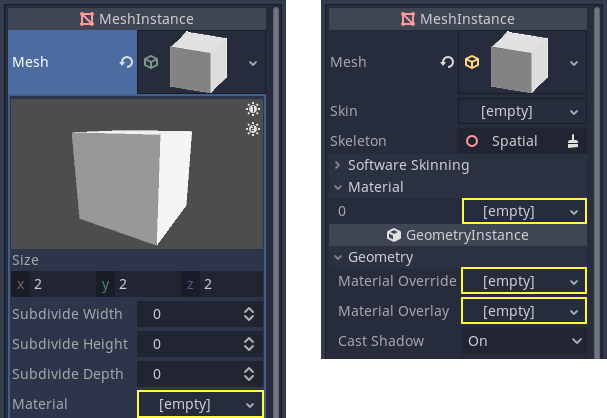 MeshInstance
Mesh
Size
x 2 y 2 z 2
Subdivide Width 0
Subdivide Height 0
Subdivide Depth 0
Material [empty]
MeshInstance
Mesh
Skin [empty]
Skeleton Spatial
Software Skinning
Material
0 [empty]
GeometryInstance
Geometry
Material Override [empty]
Material Overlay [empty]
Cast Shadow On